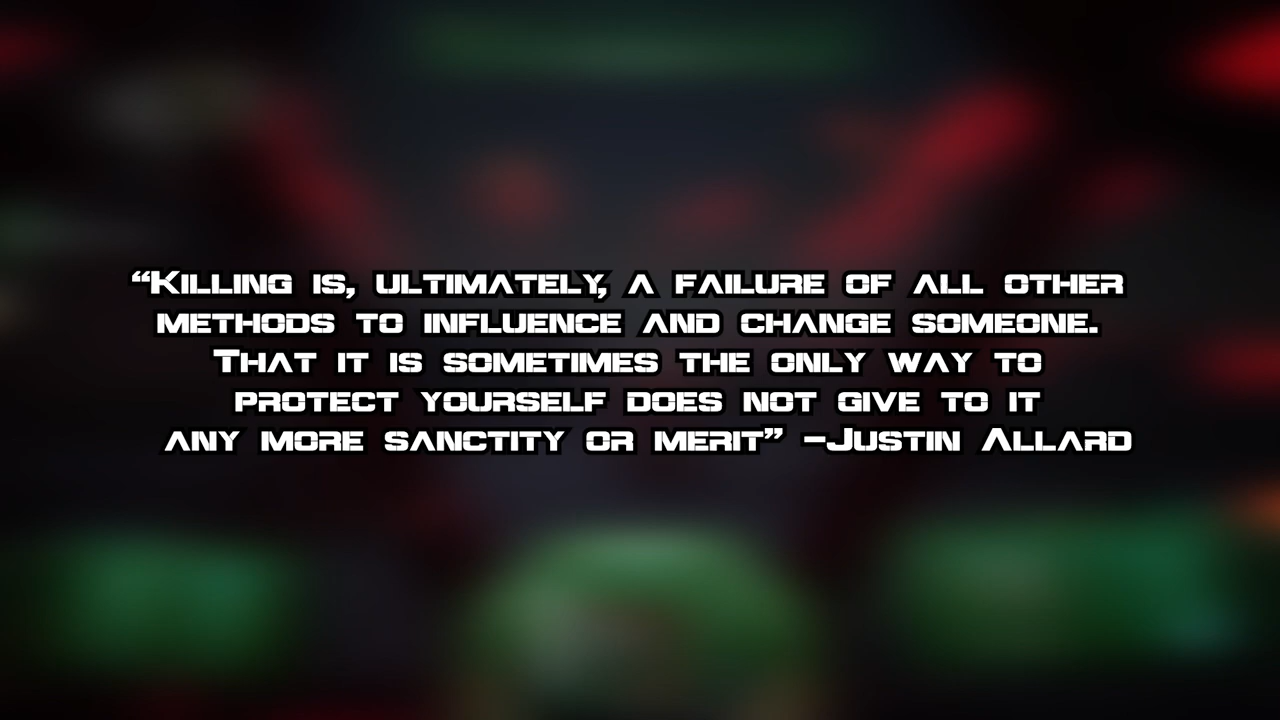 “Killing is, ultimately, a failure of all other
methods to influence and change someone.
That it is sometimes the only way to
protect yourself does not give to it
any more sanctity or merit” -Justin Allard